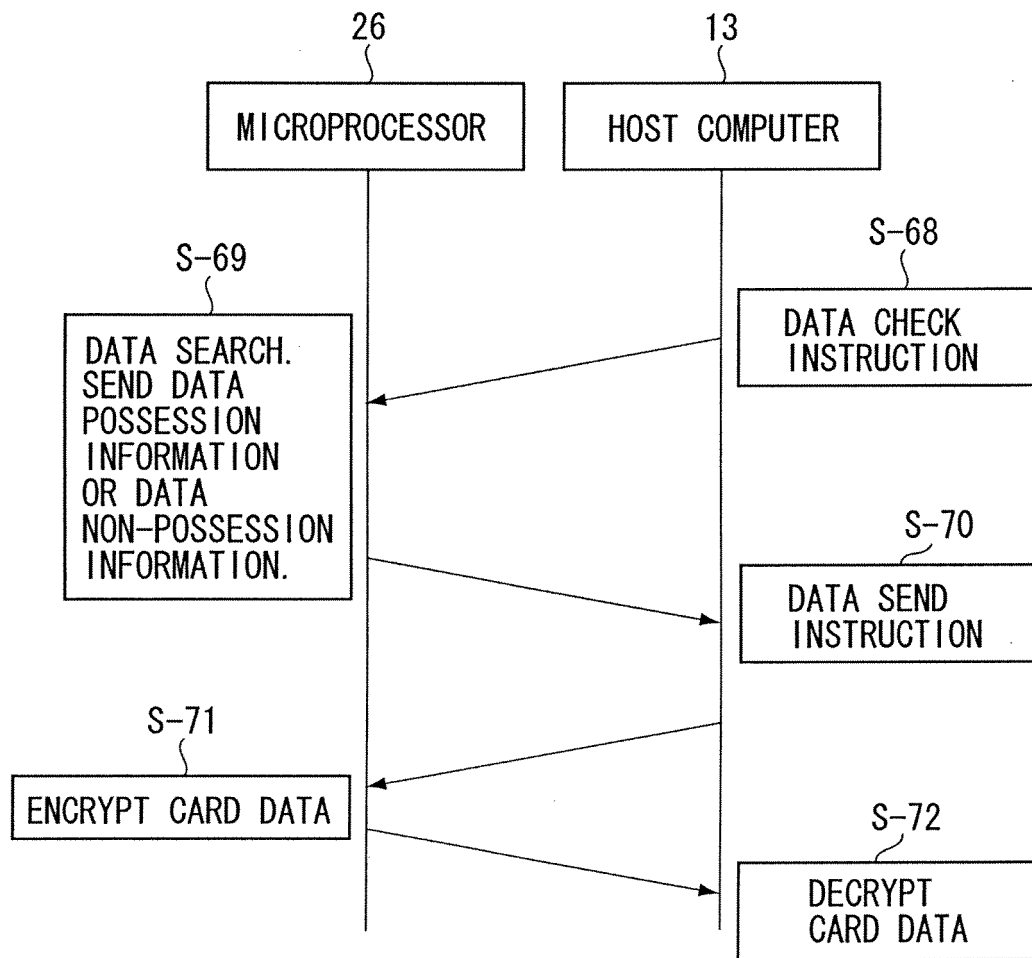 26
13
MICROPROCESSOR
HOST COMPUTER
S-68
DATA CHECK
INSTRUCTION
S-69
DATA SEARCH.
SEND DATA
POSSESSION
INFORMATION
OR DATA
NON-POSSESSION
INFORMATION.
S-70
DATA SEND
INSTRUCTION
S-71
ENCRYPT CARD DATA
S-72
DECRYPT
CARD DATA